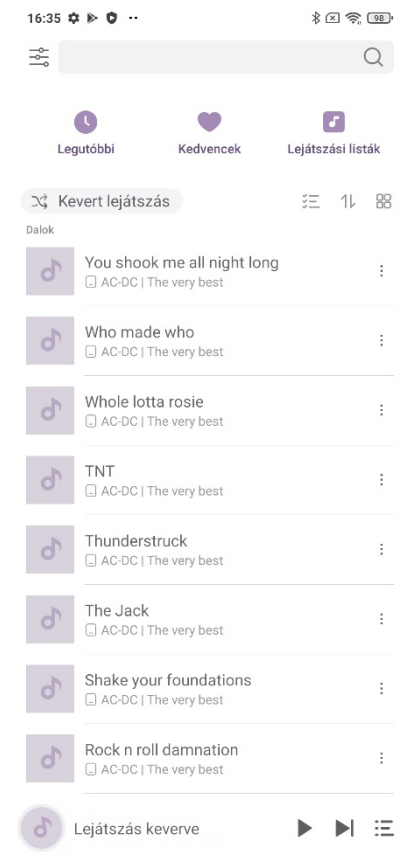 16:35
98
Legutóbbi
Kedvencek
Lejátszási listák
Kevert lejátszás
Dalok
You shook me all night long
AC-DC | The very best
Who made who
AC-DC | The very best
Whole lotta rosie
AC-DC | The very best
TNT
AC-DC | The very best
Thunderstruck
AC-DC | The very best
The Jack
AC-DC | The very best
Shake your foundations
AC-DC | The very best
Rock n roll damnation
AC-DC | The very best
Lejátszás keverve